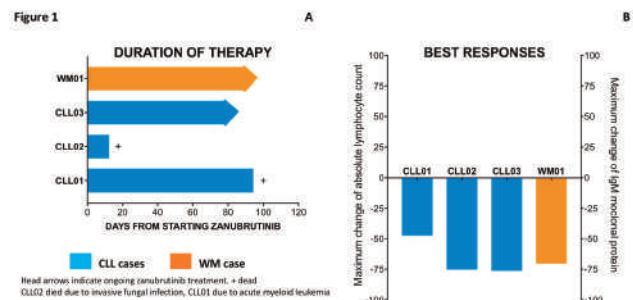 Figure 1
A
B
DURATION OF THERAPY
WM01
CLL03
CLL02
+
CLL01
+
0 20 40 60 80 100 120
DAYS FROM STARTING ZANUBRUTINIB
CLL cases
WM case
Head arrows indicate ongoing zanubrutinib treatment. + dead
CLL02 died due to invasive fungal infection, CLL01 due to acute myeloid leukemia
BEST RESPONSES
Maximum change of absolute lymphocyte count
100
75
50
25
0
-25
-50
-75
-100
CLL01 CLL02 CLL03 WM01
100
75
50
25
0
-25
-50
-75
-100
Maximum change of IgM moclonal protein